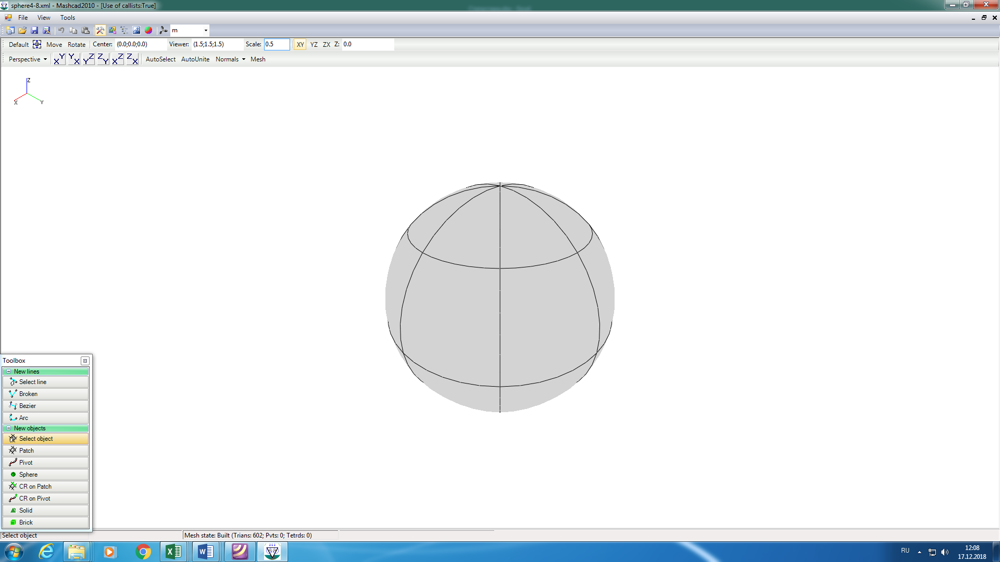 sphere4-8.xml - Mashcad2010 - [Use of callists:True]
File View Tools
m
Default Move Rotate Center: (0.0;0.0;0.0) Viewer: (1.5;1.5;1.5) Scale: 0.5 XY YZ ZX Z: 0.0
Perspective XY YX YZ ZY XZ ZX AutoSelect AutoUnite Normals Mesh
Z
X Y
Toolbox
New lines
Select line
Broken
Bezier
Arc
New objects
Select object
Patch
Pivot
Sphere
CR on Patch
CR on Pivot
Solid
Brick
Select object Mesh state: Built (Trians: 602; Pvts: 0; Tetrds: 0)
RU 12:08
17.12.2018